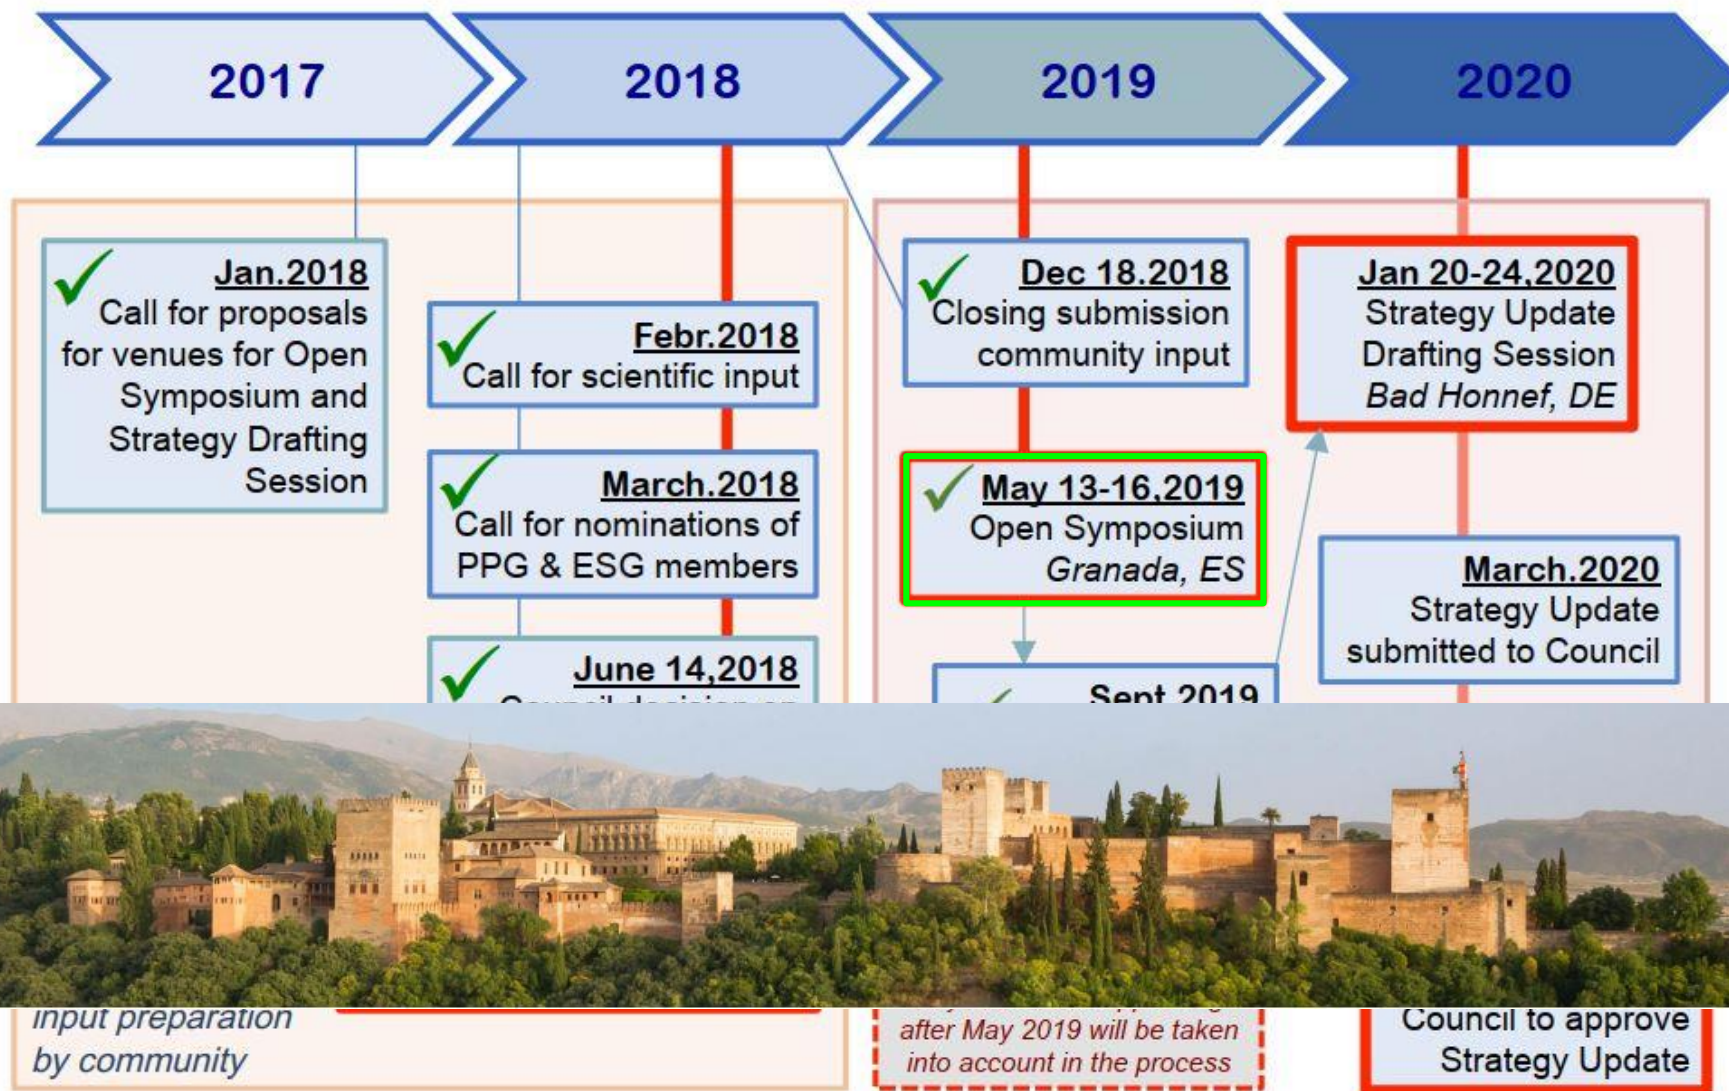 2017
2018
2019
2020
Jan.2018
Call for proposals
for venues for Open
Symposium and
Strategy Drafting
Session
Febr.2018
Call for scientific input
March.2018
Call for nominations of
PPG & ESG members
June 14,2018
Council decision on
Dec 18.2018
Closing submission
community input
May 13-16,2019
Open Symposium
Granada, ES
Sept.2019
Jan 20-24,2020
Strategy Update
Drafting Session
Bad Honnef, DE
March.2020
Strategy Update
submitted to Council
input preparation
by community
after May 2019 will be taken
into account in the process
Council to approve
Strategy Update